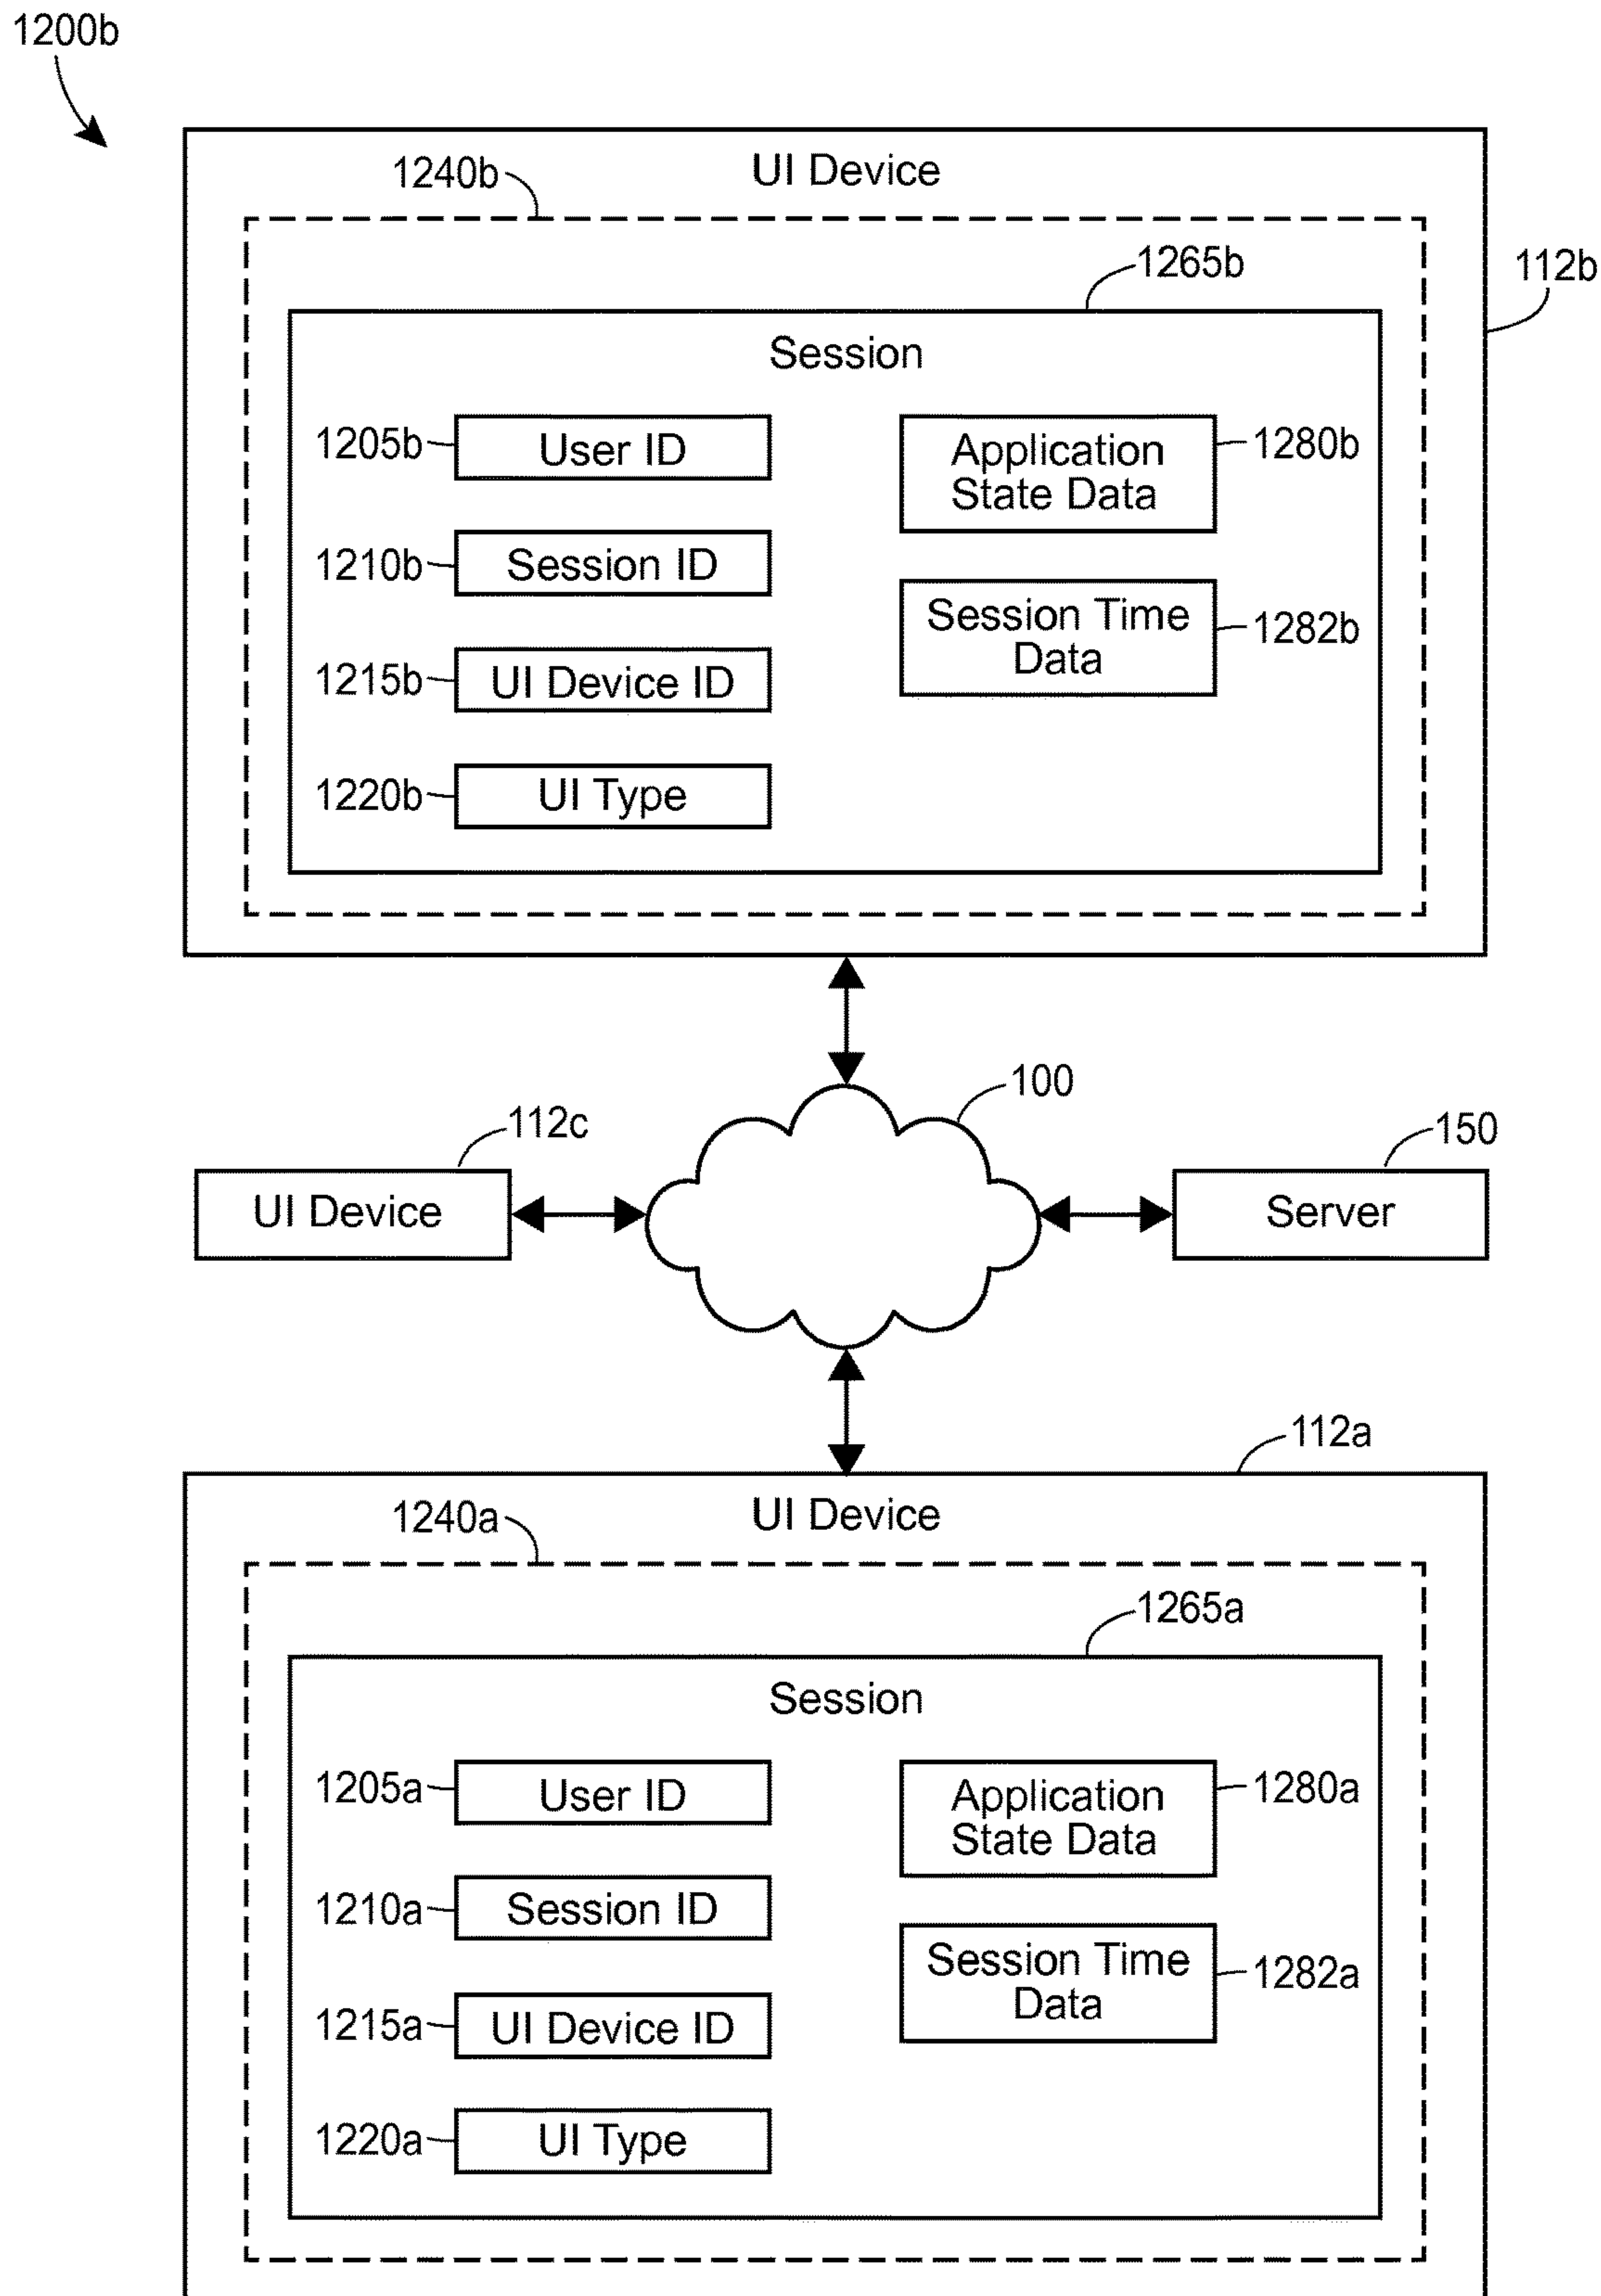 1200b
UI Device
1240b
1265b
112b
Session
1205b
User ID
Application
State Data
1280b
1210b
Session ID
Session Time
Data
1282b
1215b
UI Device ID
1220b
UI Type
100
112c
150
UI Device
Server
112a
UI Device
1240a
1265a
Session
1205a
User ID
Application
State Data
1280a
1210a
Session ID
Session Time
Data
1282a
1215a
UI Device ID
1220a
UI Type